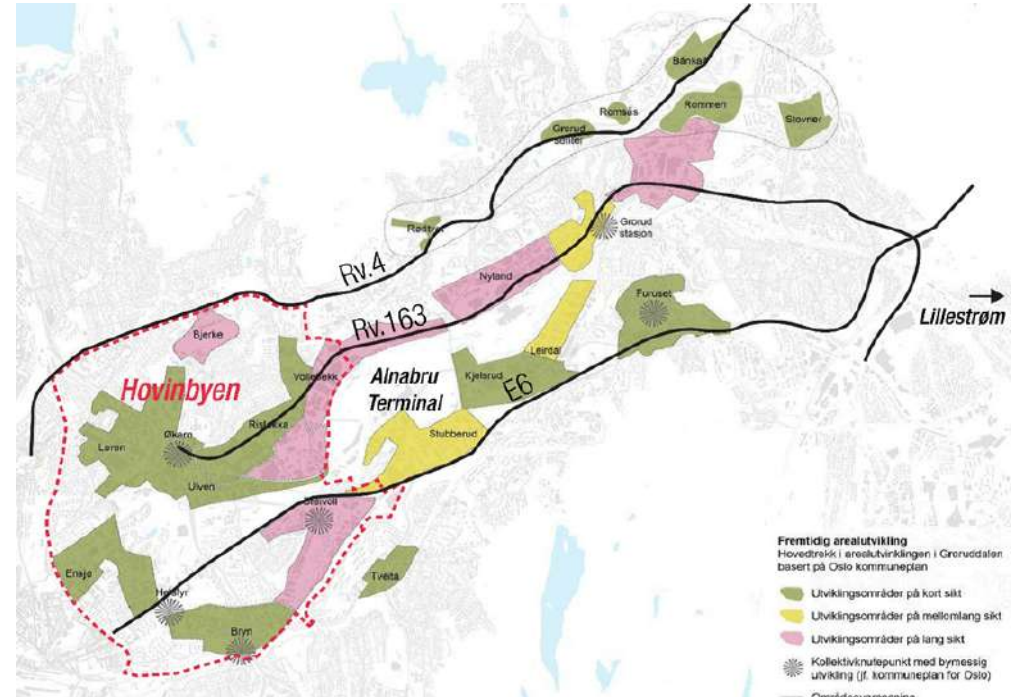 Bånkall
Rommen
Romsås
Stovner
Grorud
senter
Rødtvet
Grorud
stasjon
Rv.4
Nyland
Rv.163
Furuset
Lillestrøm
Bjerke
Vollebekk
Leirdal
Hovinbyen
Alnabru
Terminal
Kjelsrud
E6
Risløkka
Økern
Løren
Stubberud
Ulven
Breivoll
Ensjø
Tveita
Helsfyr
Bryn
Fremtidig arealutvikling
Hovedtrekk i arealutviklingen i Groruddalen
basert på Oslo kommuneplan
Utviklingsområder på kort sikt
Utviklingsområder på mellomlang sikt
Utviklingsområder på lang sikt
Kollektivknutepunkt med bymessig
utvikling (jf. kommuneplan for Oslo)